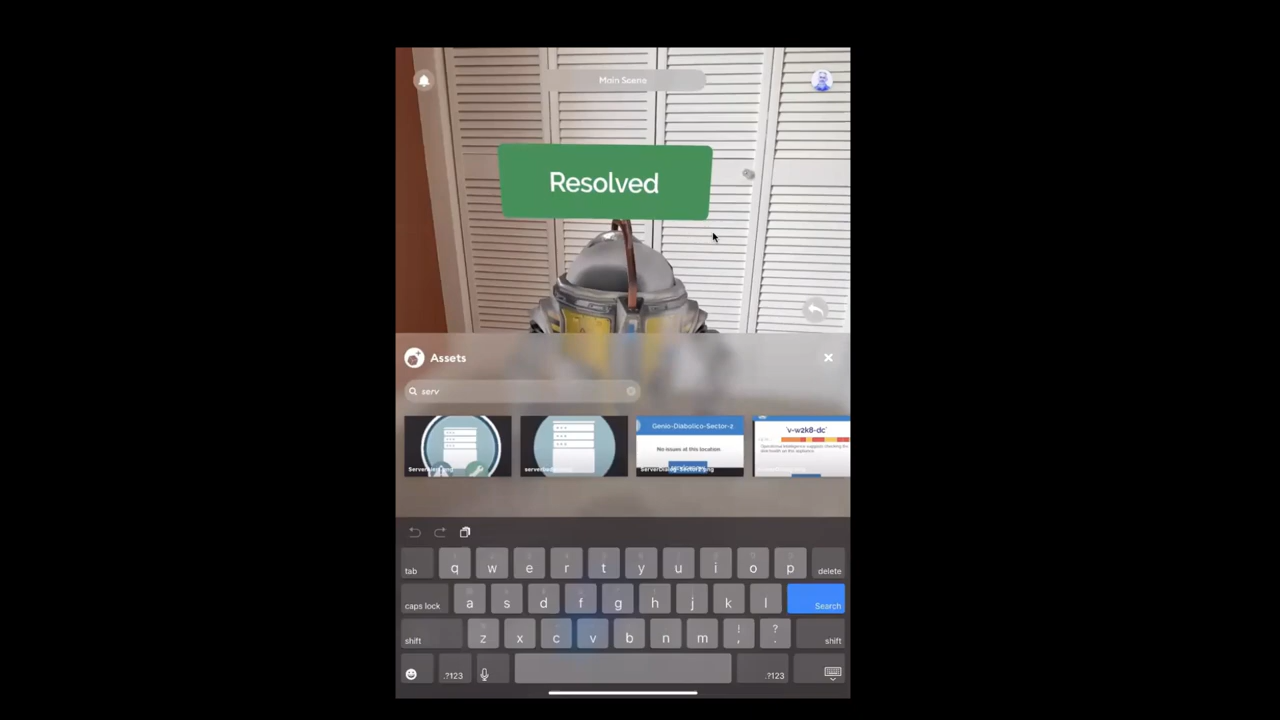 Main Scene
Resolved
Assets
serv
Genio-Diabolico-Sector-2
No issues at this location
'v-w2k8-dc'
tab q w e r t y u i o p delete
caps lock a s d f g h j k l Search
shift z x c v b n m ! , ? . shift
.?123 .?123